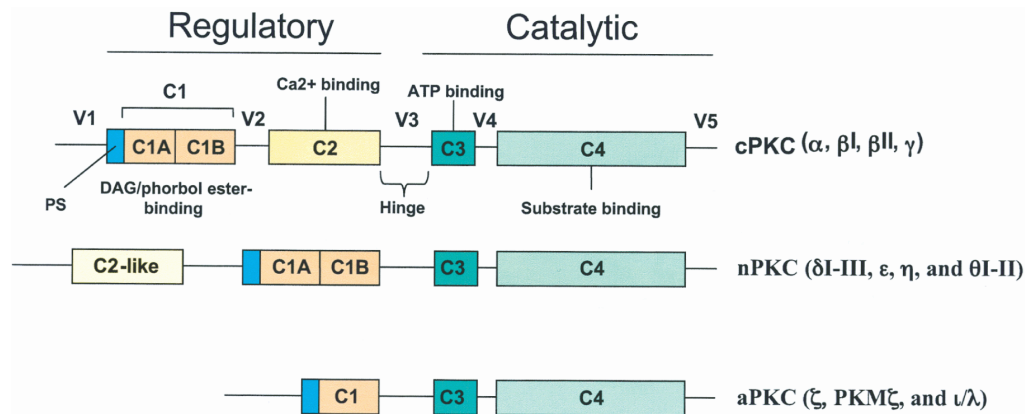 Regulatory
Catalytic
C1
Ca2+ binding
ATP binding
V1
V2
V3
V4
V5
C1A
C1B
C2
C3
C4
cPKC (α, βI, βII, γ)
PS
DAG/phorbol ester-
binding
Hinge
Substrate binding
C2-like
C1A
C1B
C3
C4
nPKC (δI-III, ε, η, and θI-II)
C1
C3
C4
aPKC (ζ, PKMζ, and ι/λ)